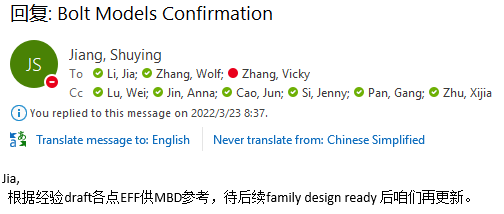 回复: Bolt Models Confirmation
JS
Jiang, Shuying
To Li, Jia; Zhang, Wolf; Zhang, Vicky
Cc Lu, Wei; Jin, Anna; Cao, Jun; Si, Jenny; Pan, Gang; Zhu, Xijia
You replied to this message on 2022/3/23 8:37.
Translate message to: English Never translate from: Chinese Simplified
Jia,
根据经验draft各点EFF供MBD参考，待后续family design ready 后咱们再更新。